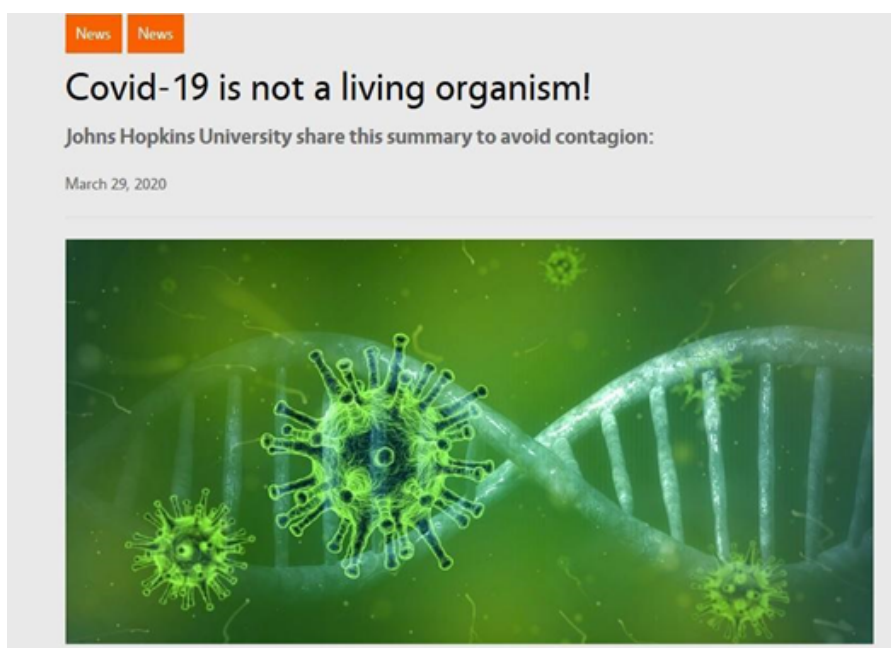 News News
Covid-19 is not a living organism!
Johns Hopkins University share this summary to avoid contagion:
March 29, 2020